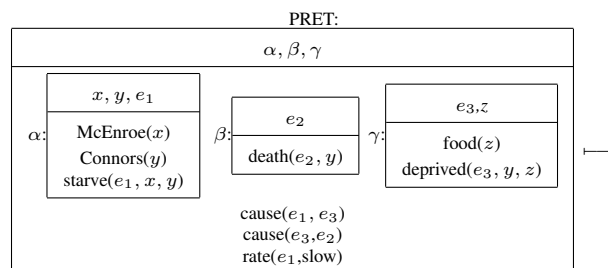 PRET:
α, β, γ
x, y, e₁
α:
McEnroe(x)
Connors(y)
starve(e₁, x, y)
e₂
β:
death(e₂, y)
e₃,z
γ:
food(z)
deprived(e₃, y, z)
⟼
cause(e₁, e₃)
cause(e₃,e₂)
rate(e₁,slow)